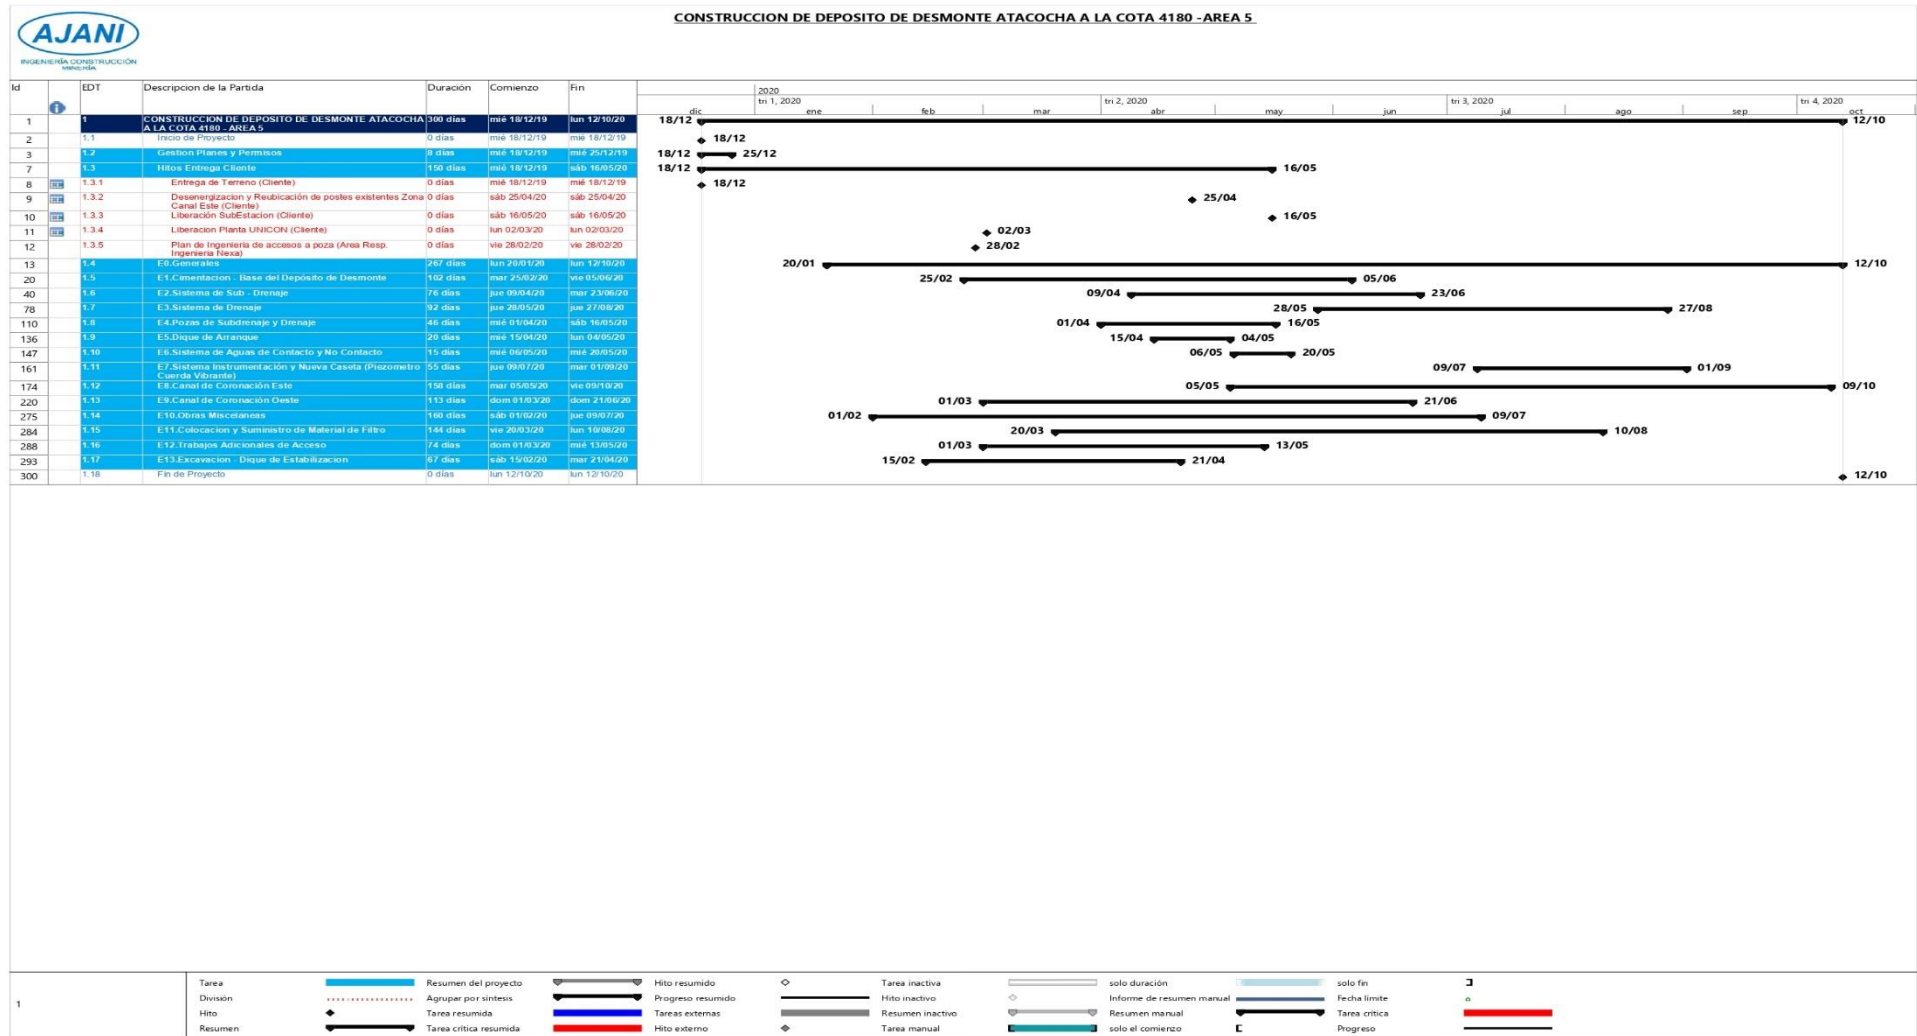 CONSTRUCCION DE DEPOSITO DE DESMONTE ATACOCHA A LA COTA 4180 -AREA 5
AJANI
INGENIERÍA CONSTRUCCIÓN
MINERÍA
Id EDT Descripcion de la Partida Duración Comienzo Fin
2020
tri 1, 2020 tri 2, 2020 tri 3, 2020 tri 4, 2020
dic ene feb mar abr may jun jul ago sep oct
1 1 CONSTRUCCION DE DEPOSITO DE DESMONTE ATACOCHA 300 días mié 18/12/19 lun 12/10/20 18/12 12/10
A LA COTA 4180 - AREA 5
2 1.1 Inicio de Proyecto 0 días mié 18/12/19 mié 18/12/19 18/12
3 1.2 Gestion Planes y Permisos 8 días mié 18/12/19 mié 25/12/19 18/12 25/12
7 1.3 Hitos Entrega Cliente 150 días mié 18/12/19 sáb 16/05/20 18/12 16/05
8 1.3.1 Entrega de Terreno (Cliente) 0 días mié 18/12/19 mié 18/12/19 18/12
9 1.3.2 Desenergizacion y Reubicación de postes existentes Zona 0 días sáb 25/04/20 sáb 25/04/20 25/04
Canal Este (Cliente)
10 1.3.3 Liberación SubEstacion (Cliente) 0 días sáb 16/05/20 sáb 16/05/20 16/05
11 1.3.4 Liberacion Planta UNICON (Cliente) 0 días lun 02/03/20 lun 02/03/20 02/03
12 1.3.5 Plan de Ingenieria de accesos a poza (Area Resp. 0 días vie 28/02/20 vie 28/02/20 28/02
Ingenieria Nexa)
13 1.4 E0.Generales 267 días lun 20/01/20 lun 12/10/20 20/01 12/10
20 1.5 E1.Cimentacion - Base del Depósito de Desmonte 102 días mar 25/02/20 vie 05/06/20 25/02 05/06
40 1.6 E2.Sistema de Sub - Drenaje 76 días jue 09/04/20 mar 23/06/20 09/04 23/06
78 1.7 E3.Sistema de Drenaje 92 días jue 28/05/20 jue 27/08/20 28/05 27/08
110 1.8 E4.Pozas de Subdrenaje y Drenaje 46 días mié 01/04/20 sáb 16/05/20 01/04 16/05
136 1.9 E5.Dique de Arranque 20 días mié 15/04/20 lun 04/05/20 15/04 04/05
147 1.10 E6.Sistema de Aguas de Contacto y No Contacto 15 días mié 06/05/20 mié 20/05/20 06/05 20/05
161 1.11 E7.Sistema Instrumentación y Nueva Caseta (Piezometro 55 días jue 09/07/20 mar 01/09/20 09/07 01/09
Cuerda Vibrante)
174 1.12 E8.Canal de Coronación Este 158 días mar 05/05/20 vie 09/10/20 05/05 09/10
220 1.13 E9.Canal de Coronación Oeste 113 días dom 01/03/20 dom 21/06/20 01/03 21/06
275 1.14 E10.Obras Miscelaneas 160 días sáb 01/02/20 jue 09/07/20 01/02 09/07
284 1.15 E11.Colocacion y Suministro de Material de Filtro 144 días vie 20/03/20 lun 10/08/20 20/03 10/08
288 1.16 E12.Trabajos Adicionales de Acceso 74 días dom 01/03/20 mié 13/05/20 01/03 13/05
293 1.17 E13.Excavacion - Dique de Estabilizacion 67 días sáb 15/02/20 mar 21/04/20 15/02 21/04
300 1.18 Fin de Proyecto 0 días lun 12/10/20 lun 12/10/20 12/10
Tarea Resumen del proyecto Hito resumido Tarea inactiva solo duración solo fin
División Agrupar por síntesis Progreso resumido Hito inactivo Informe de resumen manual Fecha límite
Hito Tarea resumida Tareas externas Resumen inactivo Resumen manual Tarea crítica
Resumen Tarea crítica resumida Hito externo Tarea manual solo el comienzo Progreso
1